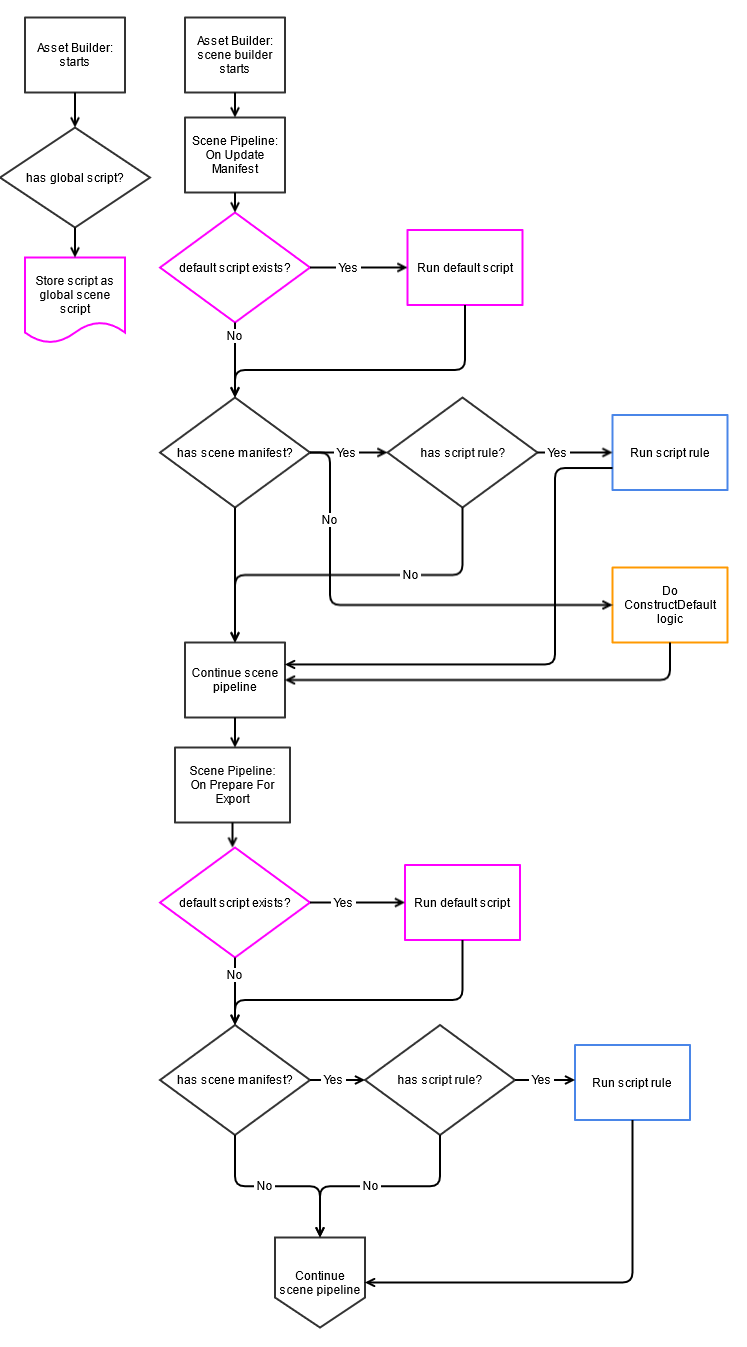 Asset Builder:
starts
Asset Builder:
scene builder
starts
has global script?
Scene Pipeline:
On Update
Manifest
Store script as
global scene
script
default script exists?
Yes
Run default script
No
has scene manifest?
Yes
has script rule?
Yes
Run script rule
No
No
Do
ConstructDefault
logic
Continue scene
pipeline
Scene Pipeline:
On Prepare For
Export
default script exists?
Yes
Run default script
No
has scene manifest?
Yes
has script rule?
Yes
Run script rule
No
No
Continue
scene pipeline